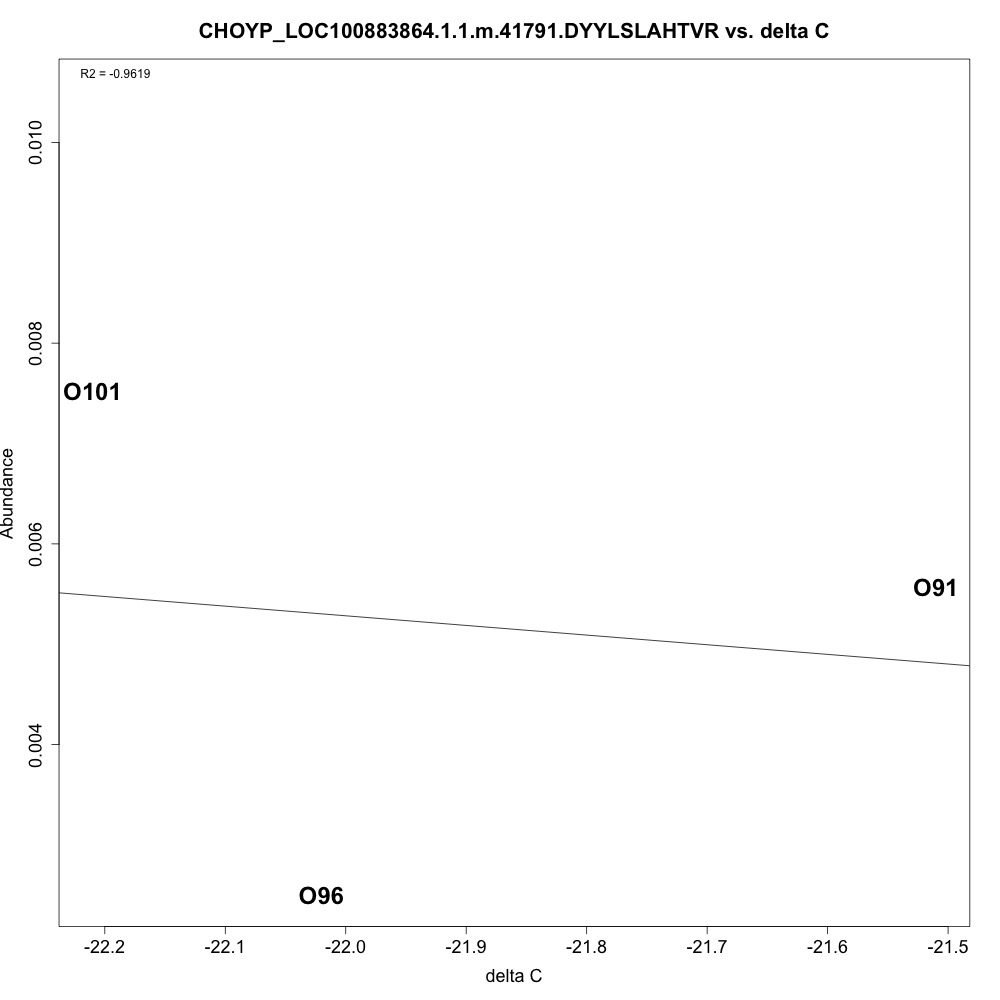 CHOYP_LOC100883864.1.1.m.41791.DYYLSLAHTVR vs. delta C
R2 = -0.9619
0.010
0.008
O101
Abundance
0.006
O91
0.004
O96
-22.2 -22.1 -22.0 -21.9 -21.8 -21.7 -21.6 -21.5
delta C